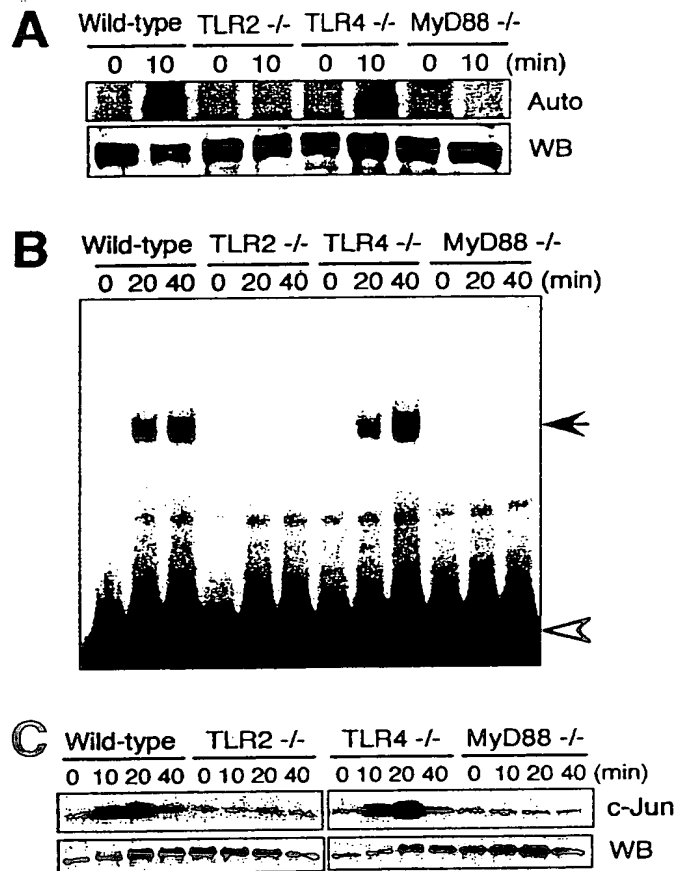 A
Wild-type TLR2 -/- TLR4 -/- MyD88 -/-
0 10 0 10 0 10 0 10 (min)
Auto
WB
B
Wild-type TLR2 -/- TLR4 -/- MyD88 -/-
0 20 40 0 20 40 0 20 40 0 20 40 (min)
C
Wild-type TLR2 -/- TLR4 -/- MyD88 -/-
0 10 20 40 0 10 20 40 0 10 20 40 0 10 20 40 (min)
c-Jun
WB